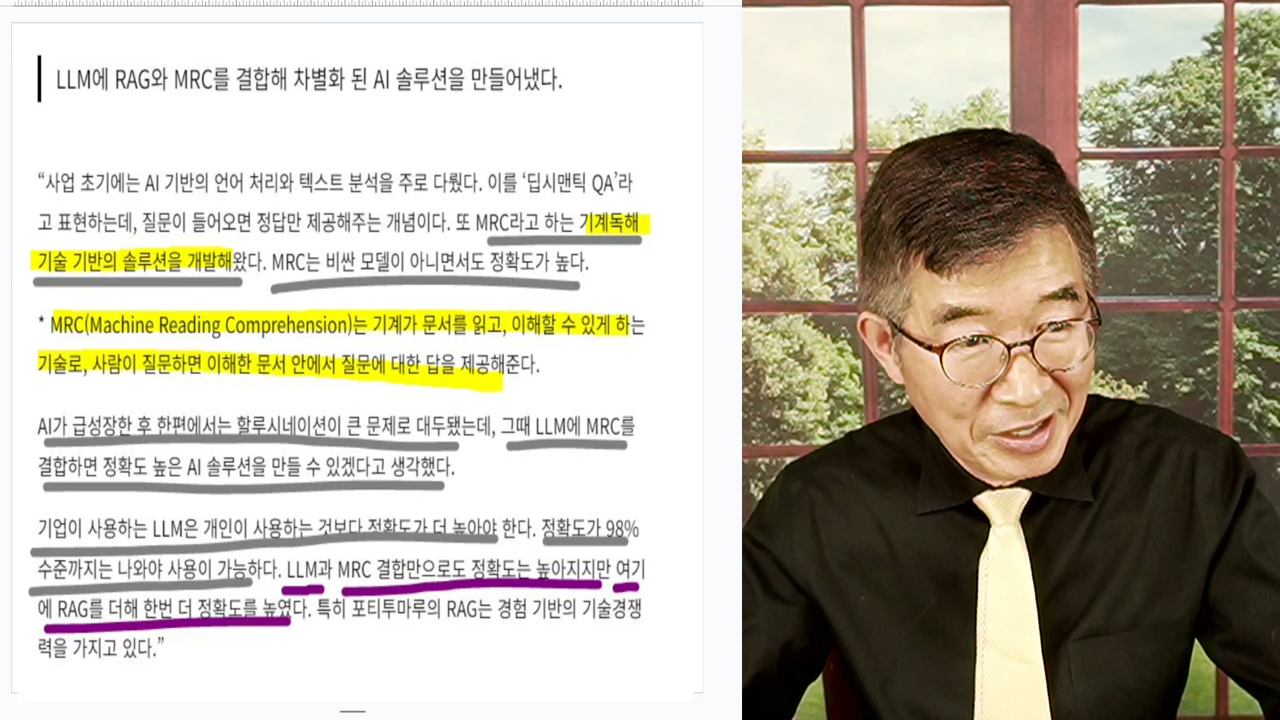 LLM에 RAG와 MRC를 결합해 차별화 된 AI 솔루션을 만들어냈다.
“사업 초기에는 AI 기반의 언어 처리와 텍스트 분석을 주로 다뤘다. 이를 ‘딥시맨틱 QA’라
고 표현하는데, 질문이 들어오면 정답만 제공해주는 개념이다. 또 MRC라고 하는 기계독해
기술 기반의 솔루션을 개발해왔다. MRC는 비싼 모델이 아니면서도 정확도가 높다.
* MRC(Machine Reading Comprehension)는 기계가 문서를 읽고, 이해할 수 있게 하는
기술로, 사람이 질문하면 이해한 문서 안에서 질문에 대한 답을 제공해준다.
AI가 급성장한 후 한편에서는 할루시네이션이 큰 문제로 대두됐는데, 그때 LLM에 MRC를
결합하면 정확도 높은 AI 솔루션을 만들 수 있겠다고 생각했다.
기업이 사용하는 LLM은 개인이 사용하는 것보다 정확도가 더 높아야 한다. 정확도가 98%
수준까지는 나와야 사용이 가능하다. LLM과 MRC 결합만으로도 정확도는 높아지지만 여기
에 RAG를 더해 한번 더 정확도를 높였다. 특히 포티투마루의 RAG는 경험 기반의 기술경쟁
력을 가지고 있다.”